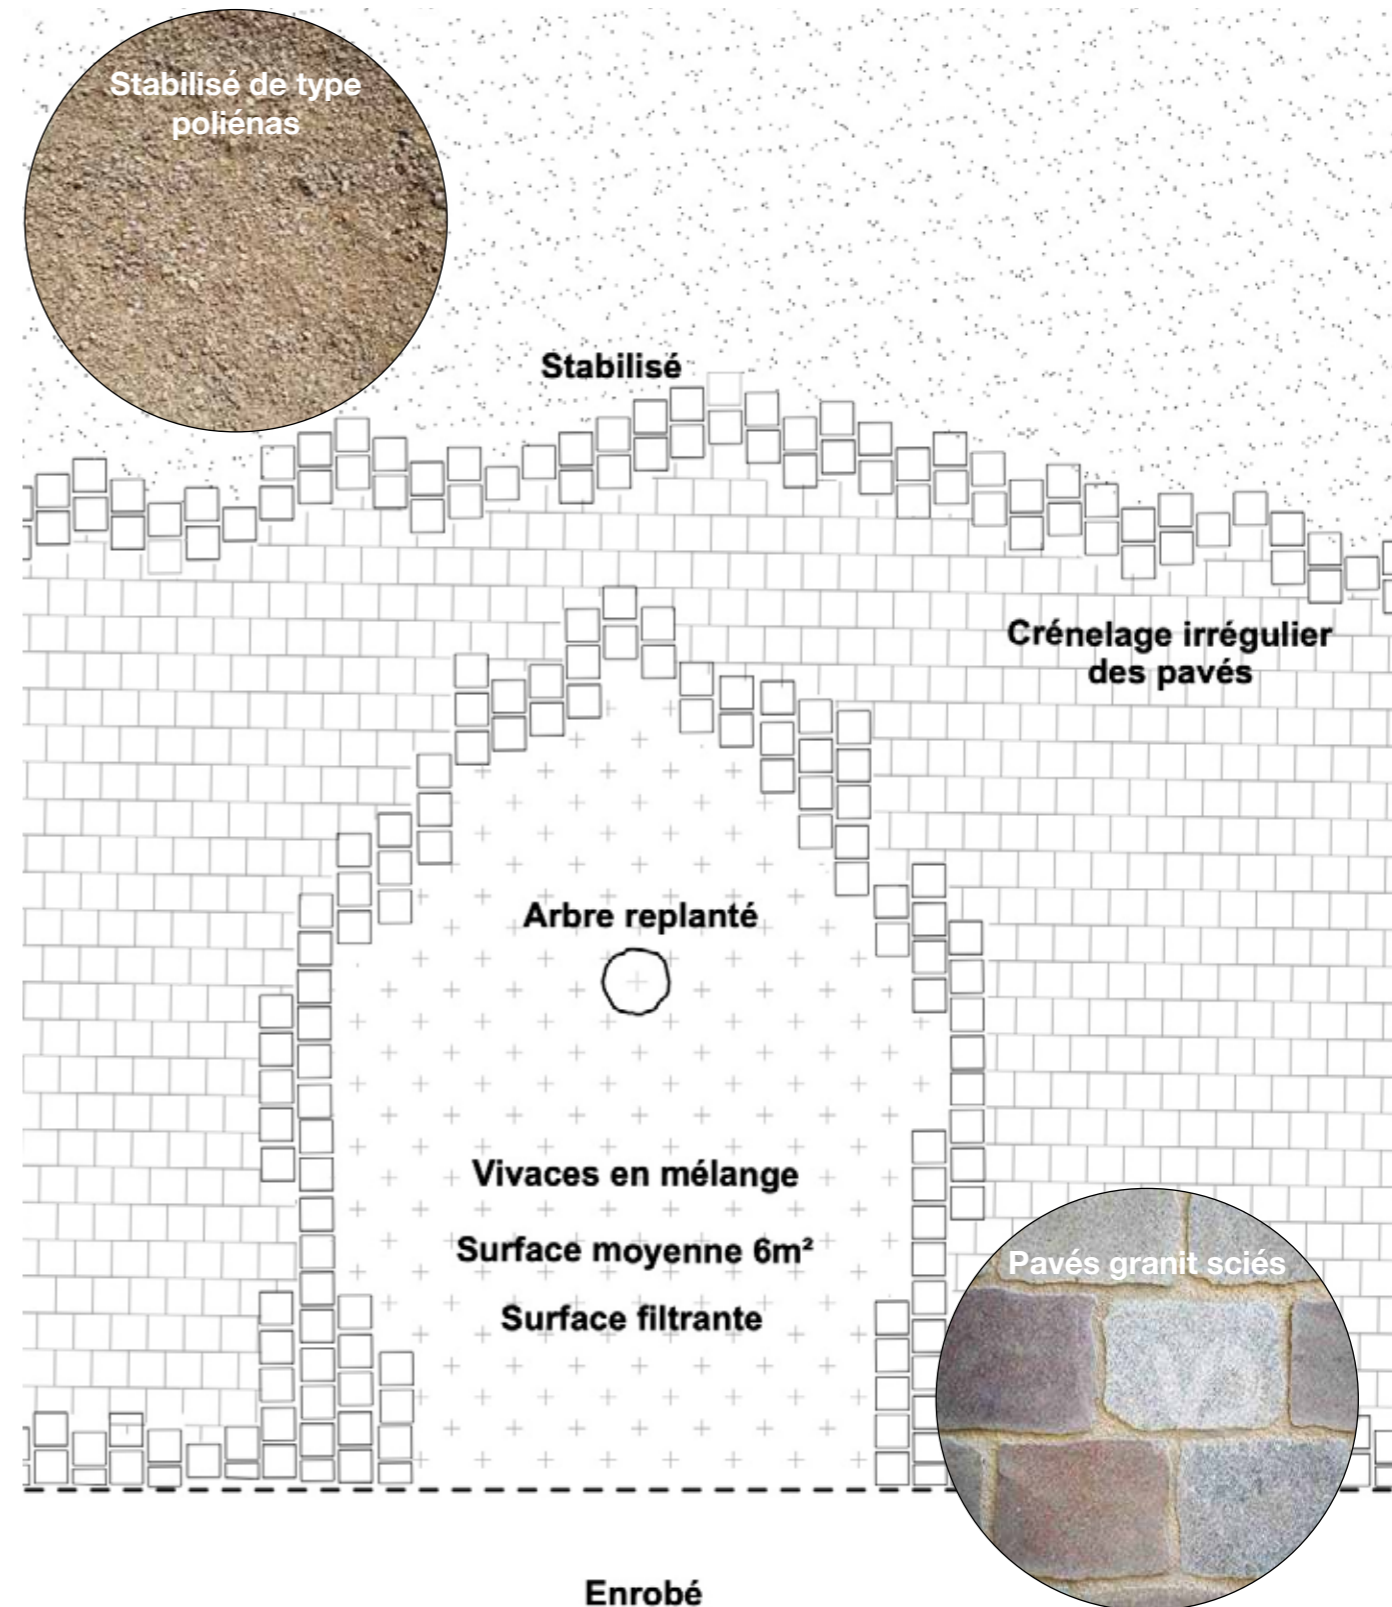 Stabilisé de type
poliénas
Stabilisé
Crénelage irrégulier
des pavés
Arbre replanté
Vivaces en mélange
Surface moyenne 6m²
Surface filtrante
Pavés granit sciés
Enrobé